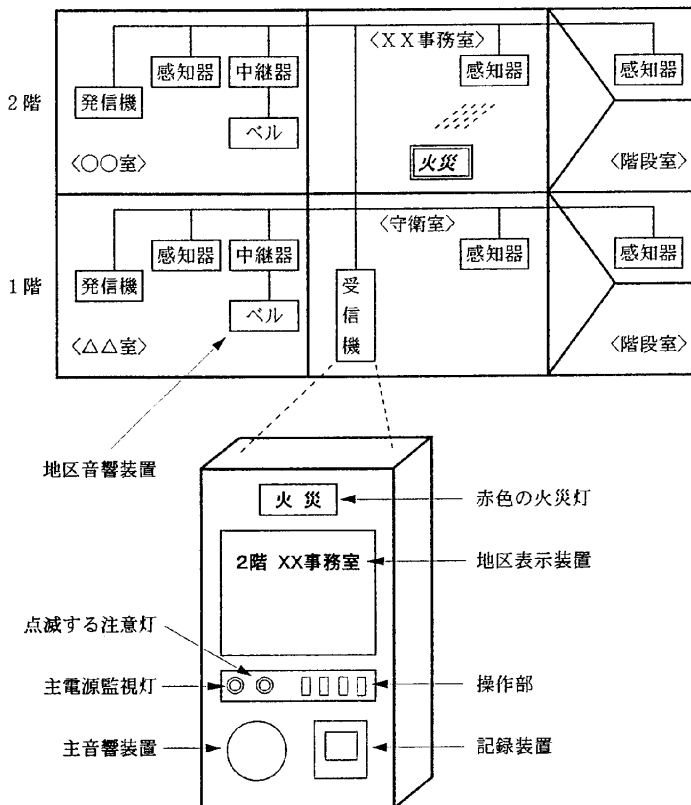 〈XX事務室〉
感知器
中継器
感知器
感知器
発信機
2階
ベル
火災
〈○○室〉
〈階段室〉
〈守衛室〉
感知器
中継器
感知器
感知器
発信機
1階
受信機
ベル
〈△△室〉
〈階段室〉
地区音響装置
火災
赤色の火災灯
2階 XX事務室
地区表示装置
点滅する注意灯
主電源監視灯
操作部
主音響装置
記録装置